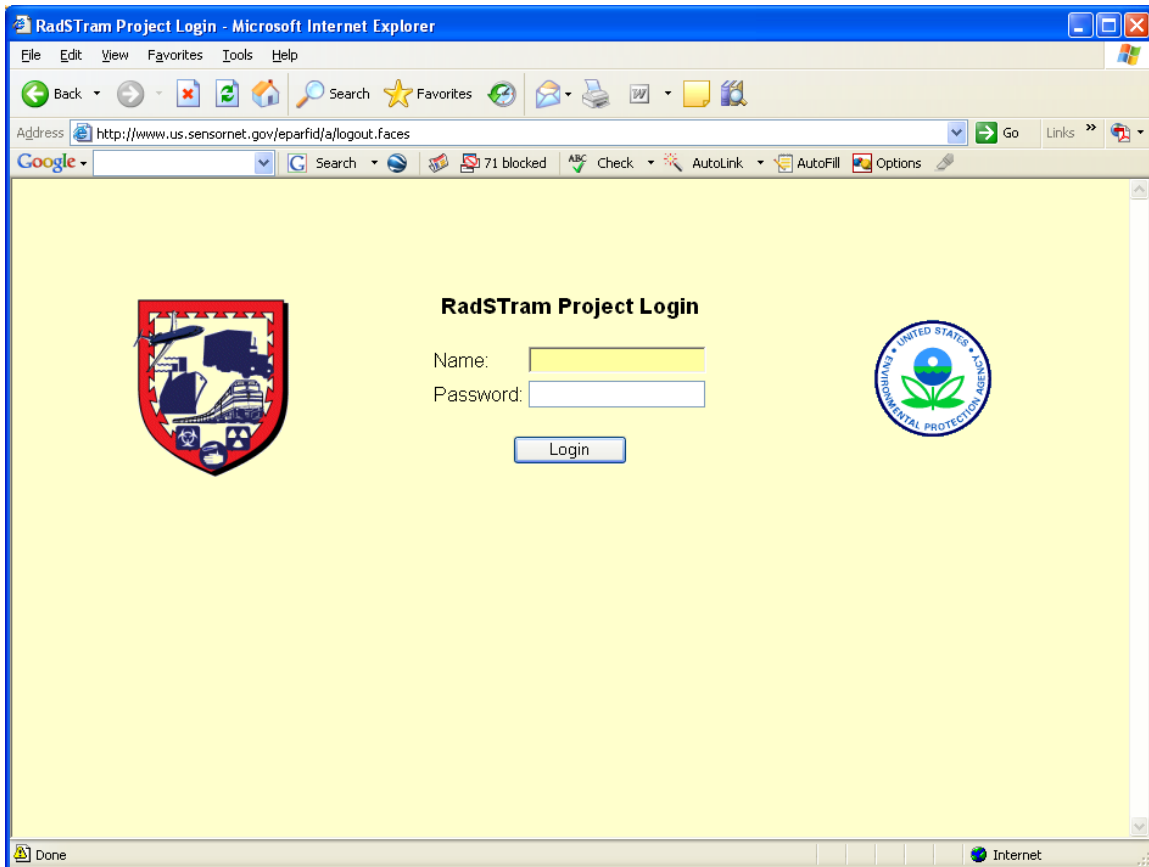 RadSTram Project Login - Microsoft Internet Explorer
File Edit View Favorites Tools Help
Back Search Favorites
Address http://www.us.sensornet.gov/eparfid/a/logout.faces Go Links »
Google G Search 71 blocked ABC Check AutoLink AutoFill Options
RadSTram Project Login
Name:
Password:
Login
UNITED STATES
ENVIRONMENTAL PROTECTION AGENCY
Done Internet